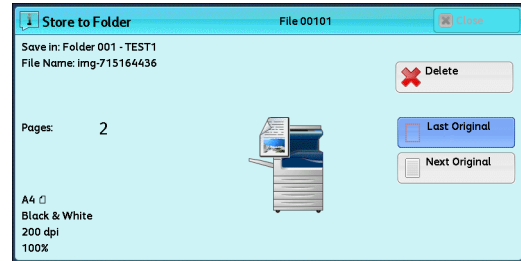 Store to Folder
File 00101
Close
Save in: Folder 001 - TEST1
File Name: img-715164436
Delete
Pages: 2
Last Original
Next Original
A4
Black & White
200 dpi
100%